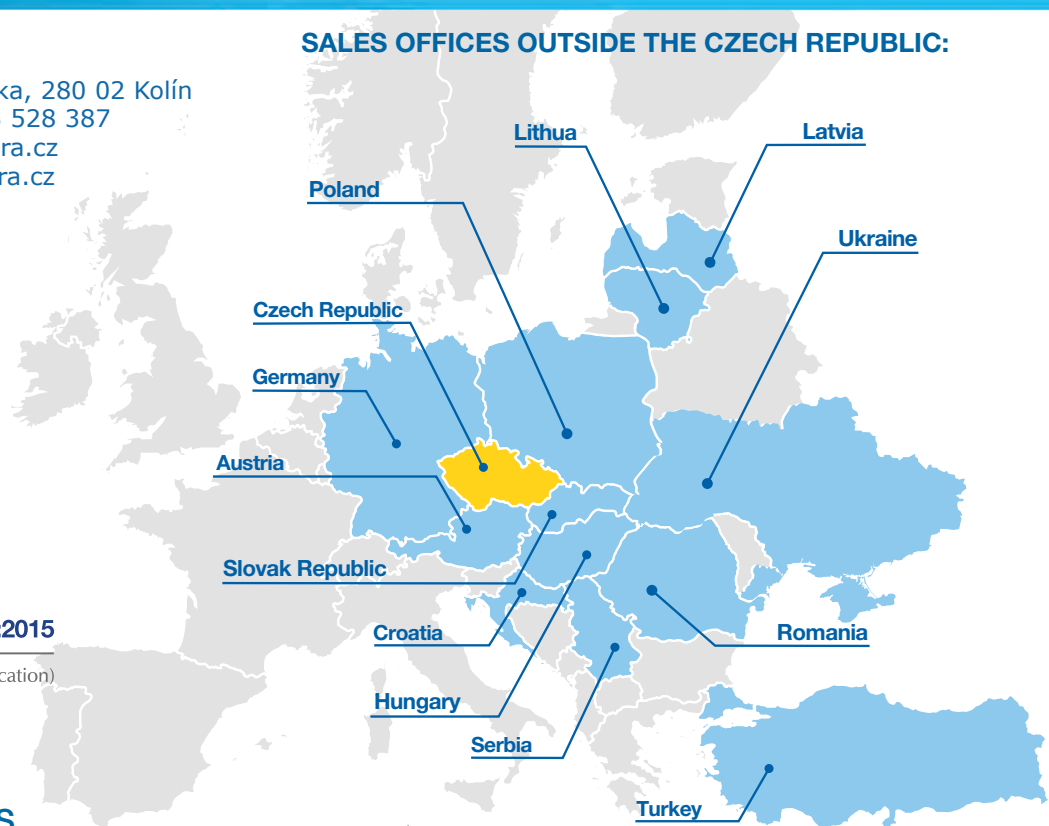 SALES OFFICES OUTSIDE THE CZECH REPUBLIC:
ka, 280 02 Kolín
528 387
ra.cz
ra.cz
Lithua
Latvia
Poland
Ukraine
Czech Republic
Germany
Austria
Slovak Republic
:2015
cation)
Croatia
Romania
Hungary
Serbia
Turkey
S